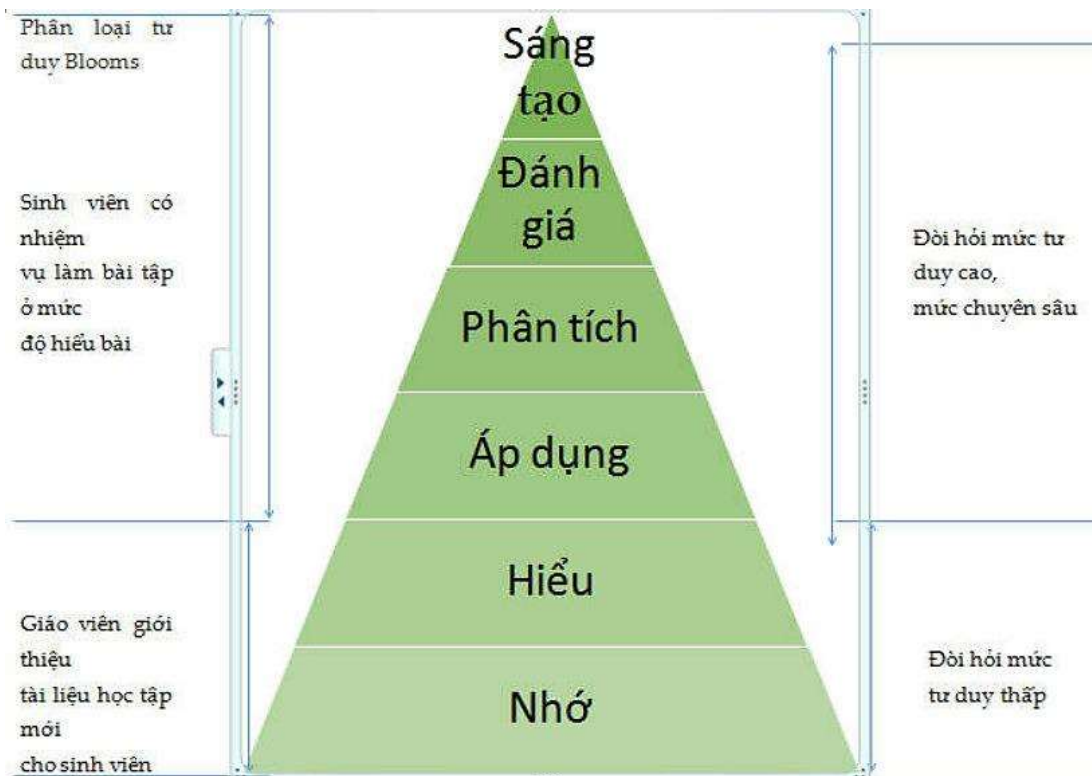 Phân loại tư
duy Blooms
Sinh viên có
nhiệm
vụ làm bài tập
ở mức
độ hiểu bài
Giáo viên giới
thiệu
tài liệu học tập
mới
cho sinh viên
Sáng
tạo
Đánh
giá
Phân tích
Áp dụng
Hiểu
Nhớ
Đòi hỏi mức tư
duy cao,
mức chuyên sâu
Đòi hỏi mức
tư duy thấp